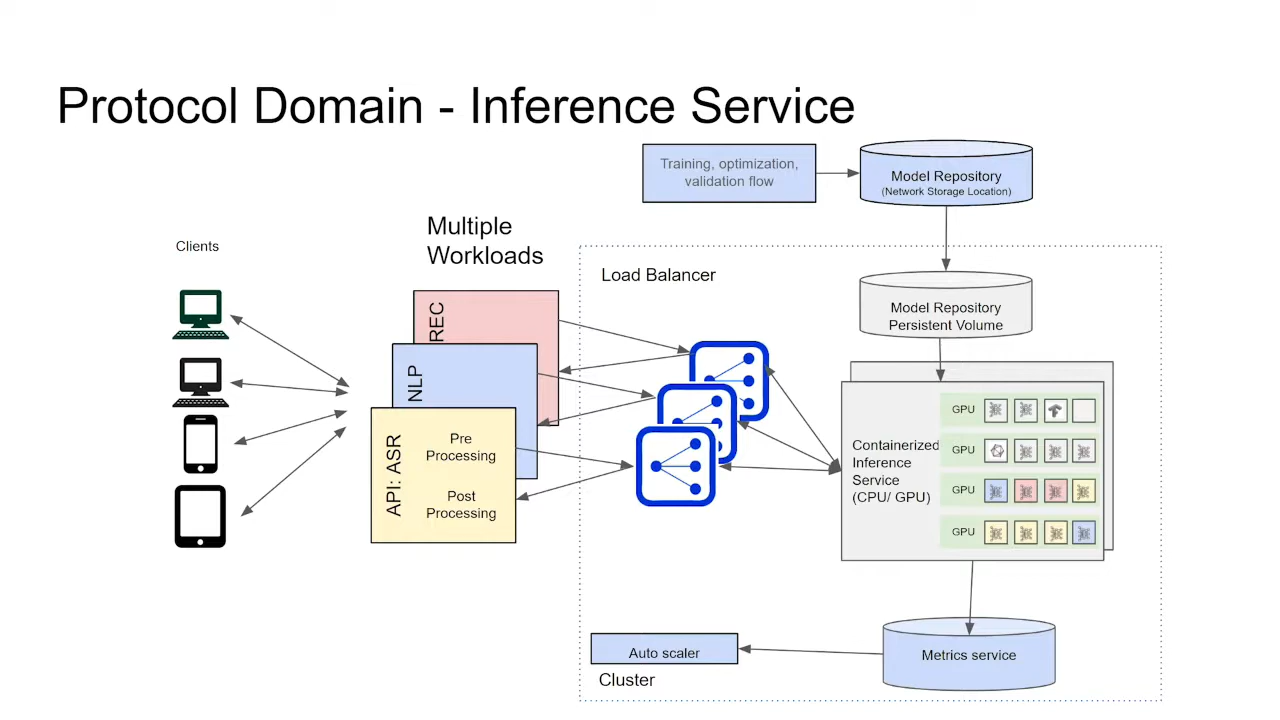 Protocol Domain - Inference Service
Training, optimization,
validation flow
Model Repository
(Network Storage Location)
Clients
Multiple
Workloads
Load Balancer
Model Repository
Persistent Volume
REC
NLP
API: ASR
Pre
Processing
Post
Processing
Containerized
Inference
Service
(CPU/ GPU)
GPU
GPU
GPU
GPU
Auto scaler
Metrics service
Cluster